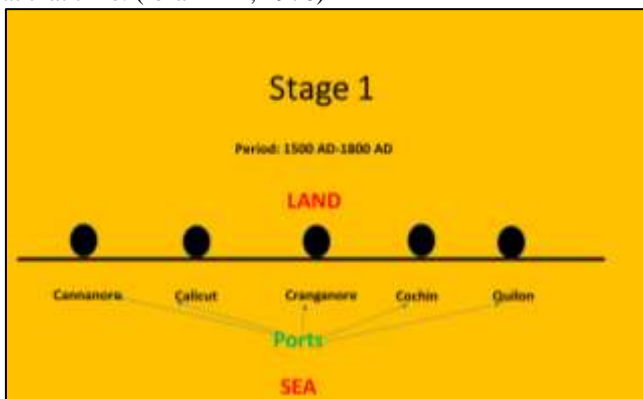 Stage 1
Period: 1500 AD-1800 AD
LAND
Cannanore Calicut Cranganore Cochin Quilon
Ports
SEA